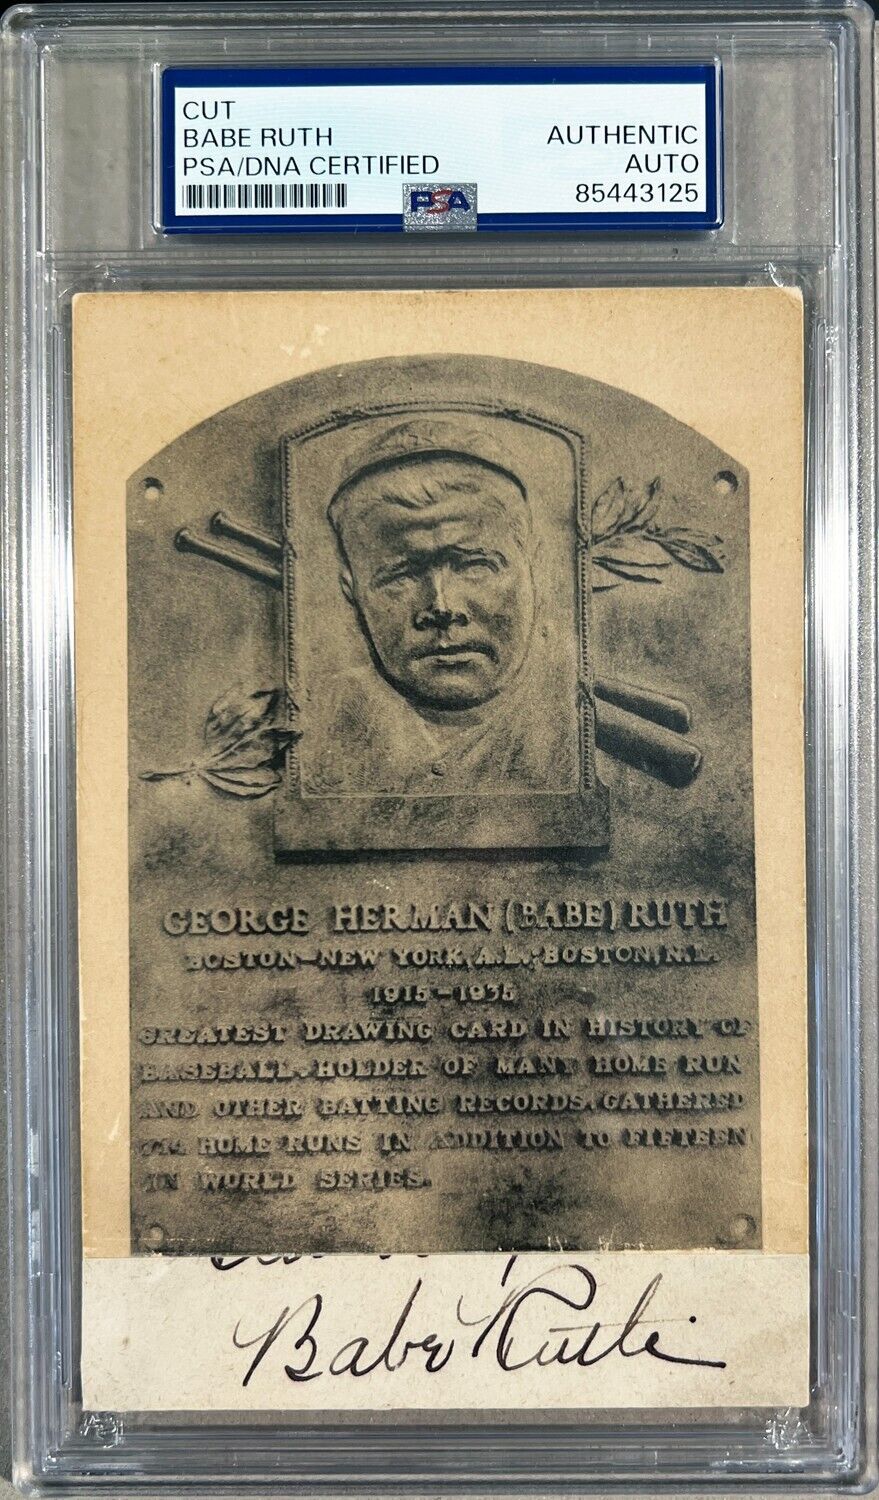 CUT
BABE RUTH
PSA/DNA CERTIFIED
AUTHENTIC
AUTO
85443125
PSA
GEORGE HERMAN (BABE) RUTH
BOSTON-NEW YORK, A.L.; BOSTON, N.L.
1915-1935
GREATEST DRAWING CARD IN HISTORY OF
BASEBALL. HOLDER OF MANY HOME RUN
AND OTHER BATTING RECORDS. GATHERED
714 HOME RUNS IN ADDITION TO FIFTEEN
IN WORLD SERIES.
Babe Ruth